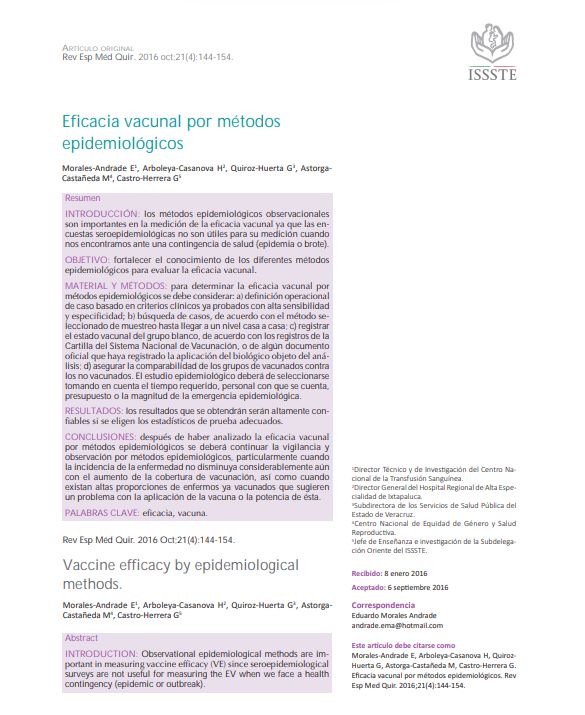 ARTÍCULO ORIGINAL
Rev Esp Méd Quir. 2016 oct;21(4):144-154.
ISSSTE
Eficacia vacunal por métodos
epidemiológicos
Morales-Andrade E¹, Arboleya-Casanova H², Quiroz-Huerta G³, Astorga-
Castañeda M⁴, Castro-Herrera G⁵
Resumen
INTRODUCCIÓN: los métodos epidemiológicos observacionales
son importantes en la medición de la eficacia vacunal ya que las en-
cuestas seroepidemiológicas no son útiles para su medición cuando
nos encontramos ante una contingencia de salud (epidemia o brote).
OBJETIVO: fortalecer el conocimiento de los diferentes métodos
epidemiológicos para evaluar la eficacia vacunal.
MATERIAL Y MÉTODOS: para determinar la eficacia vacunal por
métodos epidemiológicos se debe considerar: a) definición operacional
de caso basado en criterios clínicos ya probados con alta sensibilidad
y especificidad; b) búsqueda de casos, de acuerdo con el método se-
leccionado de muestreo hasta llegar a un nivel casa a casa; c) registrar
el estado vacunal del grupo blanco, de acuerdo con los registros de la
Cartilla del Sistema Nacional de Vacunación, o de algún documento
oficial que haya registrado la aplicación del biológico objeto del aná-
lisis; d) asegurar la comparabilidad de los grupos de vacunados contra
los no vacunados. El estudio epidemiológico deberá de seleccionarse
tomando en cuenta el tiempo requerido, personal con que se cuenta,
presupuesto o la magnitud de la emergencia epidemiológica.
RESULTADOS: los resultados que se obtendrán serán altamente con-
fiables si se eligen los estadísticos de prueba adecuados.
CONCLUSIONES: después de haber analizado la eficacia vacunal
por métodos epidemiológicos se deberá continuar la vigilancia y
observación por métodos epidemiológicos, particularmente cuando
la incidencia de la enfermedad no disminuya considerablemente aún
con el aumento de la cobertura de vacunación, así como cuando
existan altas proporciones de enfermos ya vacunados que sugieren
un problema con la aplicación de la vacuna o la potencia de ésta.
PALABRAS CLAVE: eficacia, vacuna.
Rev Esp Méd Quir. 2016 Oct;21(4):144-154.
Vaccine efficacy by epidemiological
methods.
Morales-Andrade E¹, Arboleya-Casanova H², Quiroz-Huerta G³, Astorga-
Castañeda M⁴, Castro-Herrera G⁵
Abstract
INTRODUCTION: Observational epidemiological methods are im-
portant in measuring vaccine efficacy (VE) since seroepidemiological
surveys are not useful for measuring the EV when we face a health
contingency (epidemic or outbreak).
¹Director Técnico y de Investigación del Centro Na-
cional de la Transfusión Sanguínea.
²Director General del Hospital Regional de Alta Espe-
cialidad de Ixtapaluca.
³Subdirectora de los Servicios de Salud Pública del
Estado de Veracruz.
⁴Centro Nacional de Equidad de Género y Salud
Reproductiva.
⁵Jefe de Enseñanza e investigación de la Subdelega-
ción Oriente del ISSSTE.
Recibido: 8 enero 2016
Aceptado: 6 septiembre 2016
Correspondencia
Eduardo Morales Andrade
andrade.ema@hotmail.com
Este artículo debe citarse como
Morales-Andrade E, Arboleya-Casanova H, Quiroz-
Huerta G, Astorga-Castañeda M, Castro-Herrera G.
Eficacia vacunal por métodos epidemiológicos. Rev
Esp Med Quir. 2016;21(4):144-154.